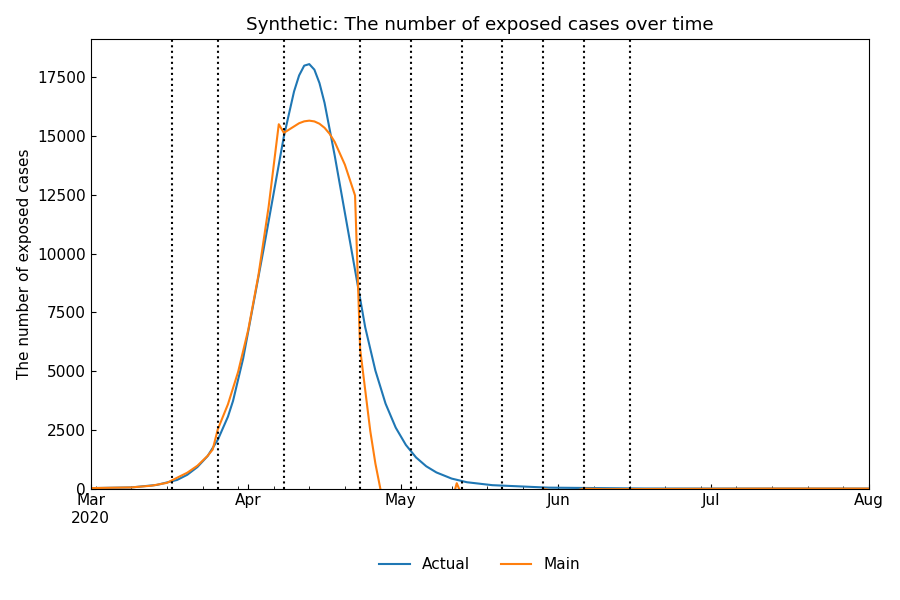 Synthetic: The number of exposed cases over time
The number of exposed cases
17500
15000
12500
10000
7500
5000
2500
0
Mar Apr May Jun Jul Aug
2020
Actual Main